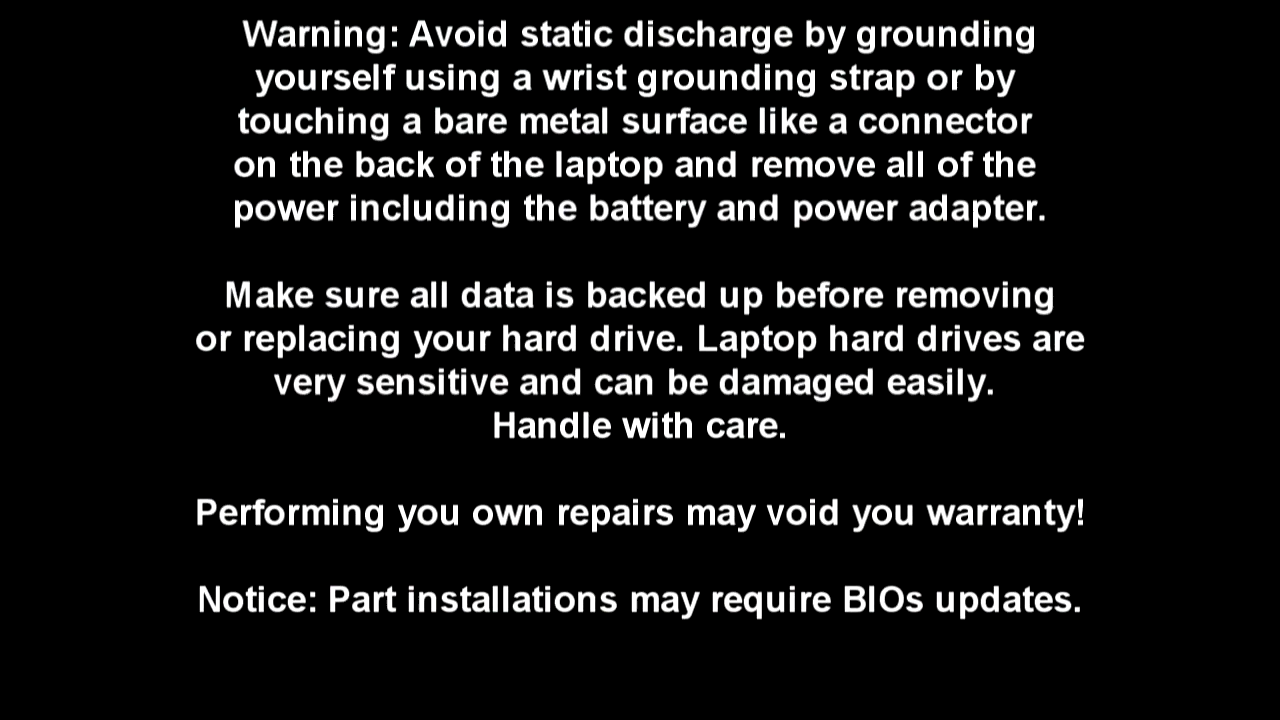 Warning: Avoid static discharge by grounding
yourself using a wrist grounding strap or by
touching a bare metal surface like a connector
on the back of the laptop and remove all of the
power including the battery and power adapter.
Make sure all data is backed up before removing
or replacing your hard drive. Laptop hard drives are
very sensitive and can be damaged easily.
Handle with care.
Performing you own repairs may void you warranty!
Notice: Part installations may require BIOs updates.